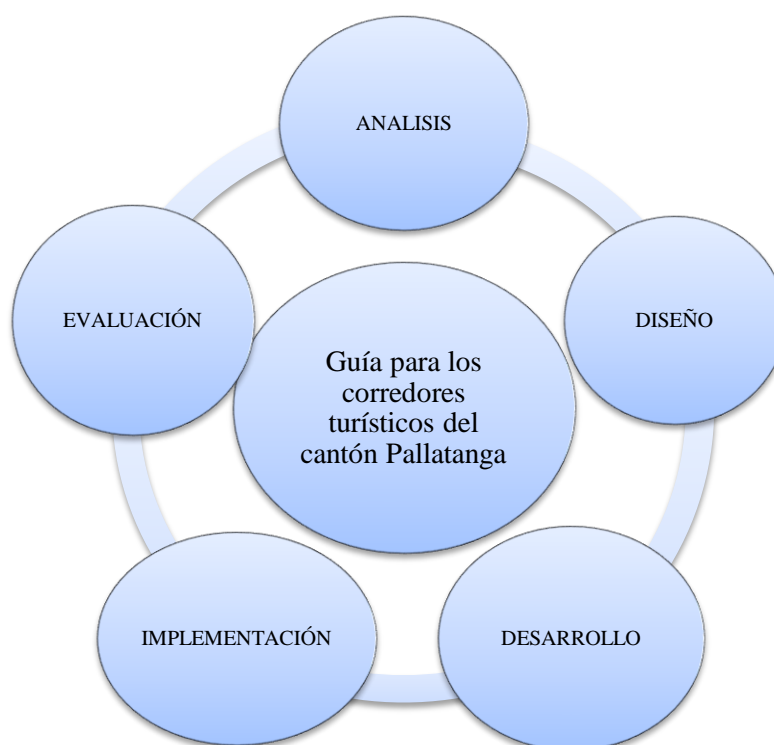 ANALISIS
DISEÑO
DESARROLLO
IMPLEMENTACIÓN
EVALUACIÓN
Guía para los
corredores
turísticos del
cantón Pallatanga